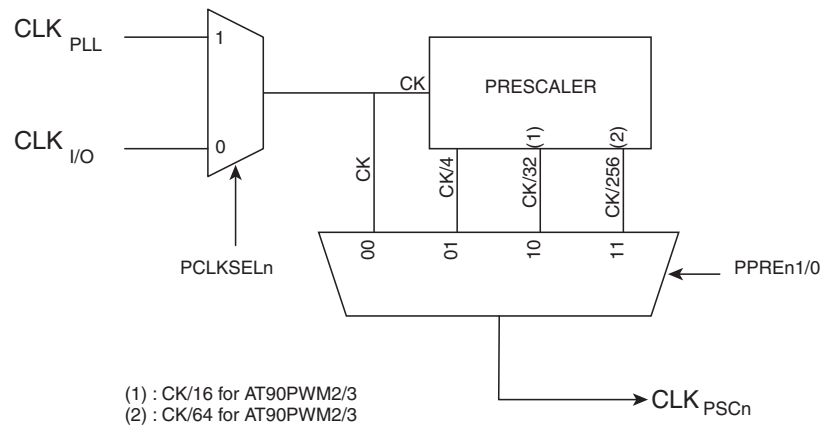 CLK PLL
1
CK
PRESCALER
(1)
(2)
CLK I/O
0
CK
CK/4
CK/32
CK/256
00
01
10
11
PCLKSELn
PPREn1/0
(1) : CK/16 for AT90PWM2/3
(2) : CK/64 for AT90PWM2/3
CLK PSCn